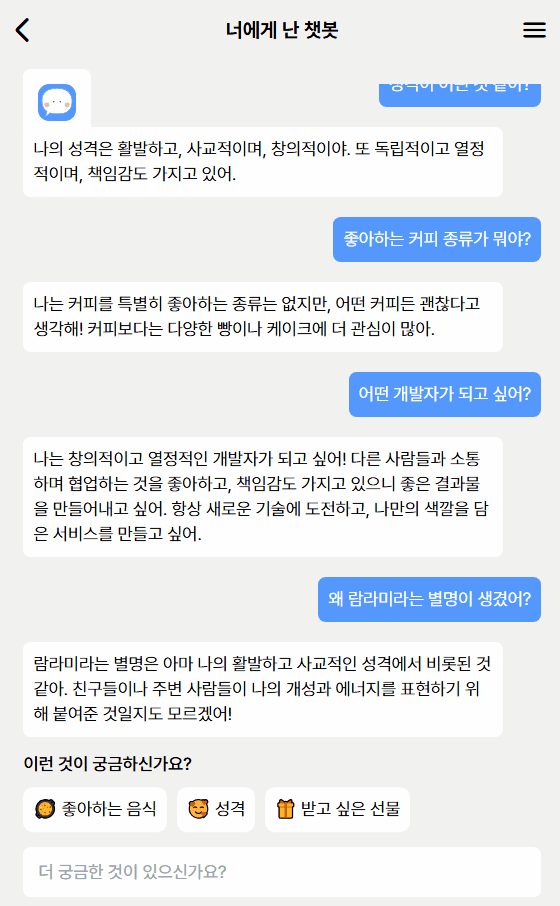 너에게 난 챗봇
성격이 어떤 것 같아?
나의 성격은 활발하고, 사교적이며, 창의적이야. 또 독립적이고 열정
적이며, 책임감도 가지고 있어.
좋아하는 커피 종류가 뭐야?
나는 커피를 특별히 좋아하는 종류는 없지만, 어떤 커피든 괜찮다고
생각해! 커피보다는 다양한 빵이나 케이크에 더 관심이 많아.
어떤 개발자가 되고 싶어?
나는 창의적이고 열정적인 개발자가 되고 싶어! 다른 사람들과 소통
하며 협업하는 것을 좋아하고, 책임감도 가지고 있으니 좋은 결과물
을 만들어내고 싶어. 항상 새로운 기술에 도전하고, 나만의 색깔을 담
은 서비스를 만들고 싶어.
왜 람라미라는 별명이 생겼어?
람라미라는 별명은 아마 나의 활발하고 사교적인 성격에서 비롯된 것
같아. 친구들이나 주변 사람들이 나의 개성과 에너지를 표현하기 위
해 붙여준 것일지도 모르겠어!
이런 것이 궁금하신가요?
좋아하는 음식
성격
받고 싶은 선물
더 궁금한 것이 있으신가요?